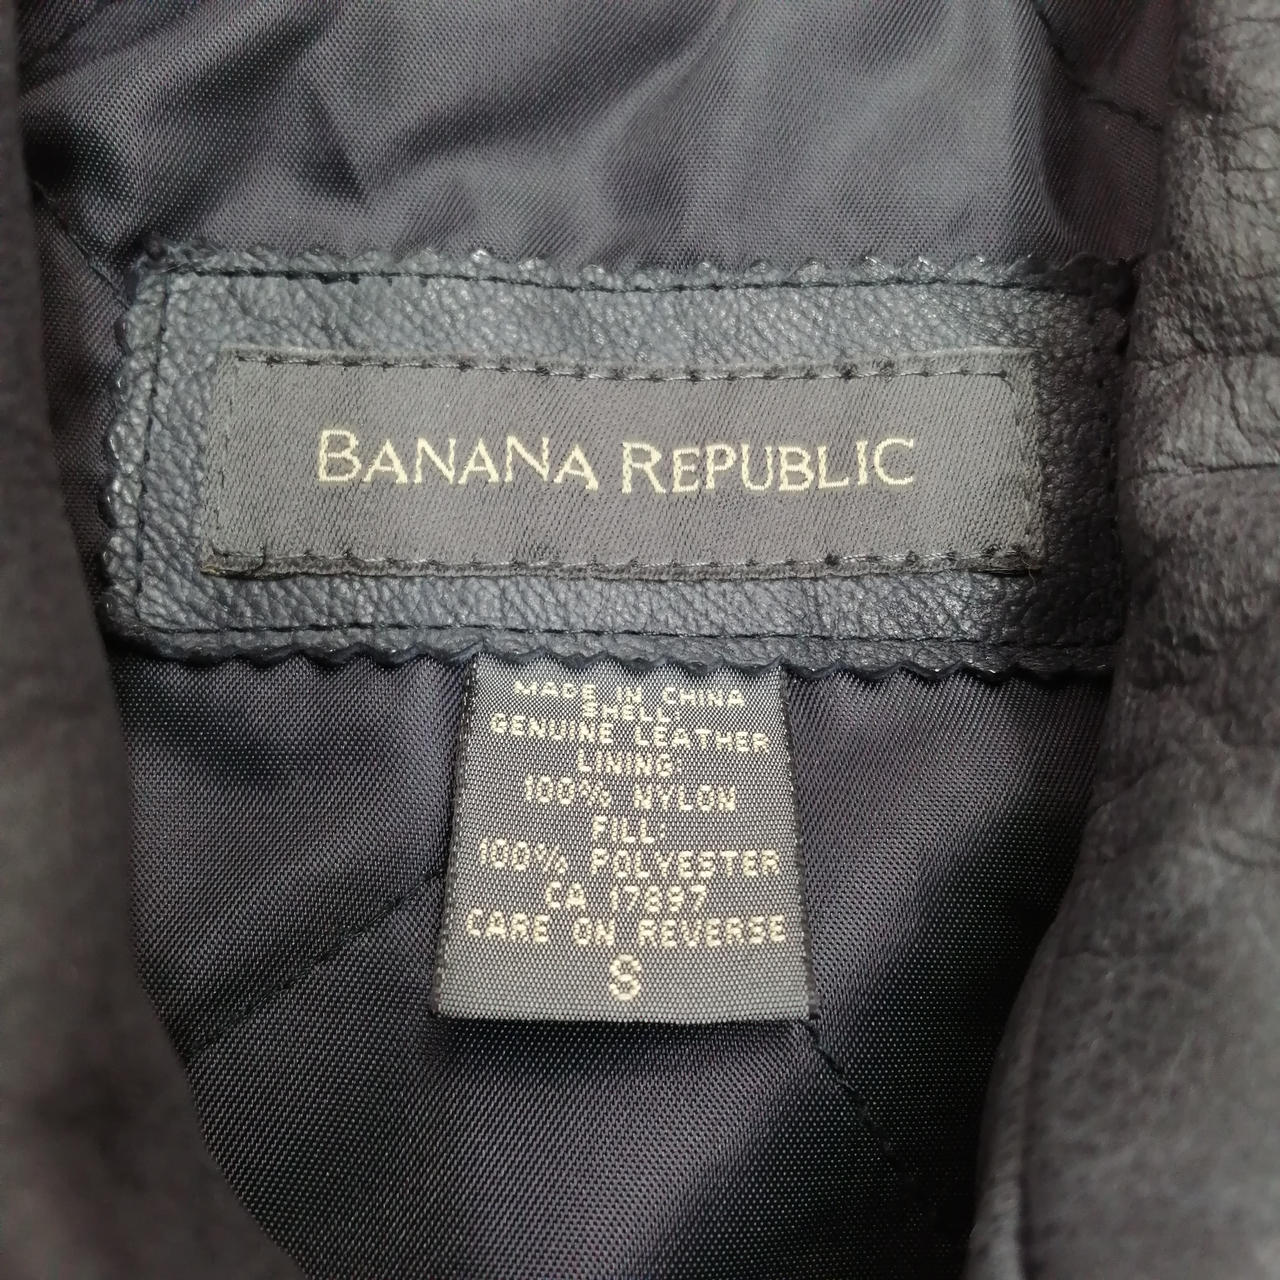 BANANA REPUBLIC
MADE IN CHINA
SHELL:
GENUINE LEATHER
LINING:
100% NYLON
FILL:
100% POLYESTER
CA 17897
CARE ON REVERSE
S